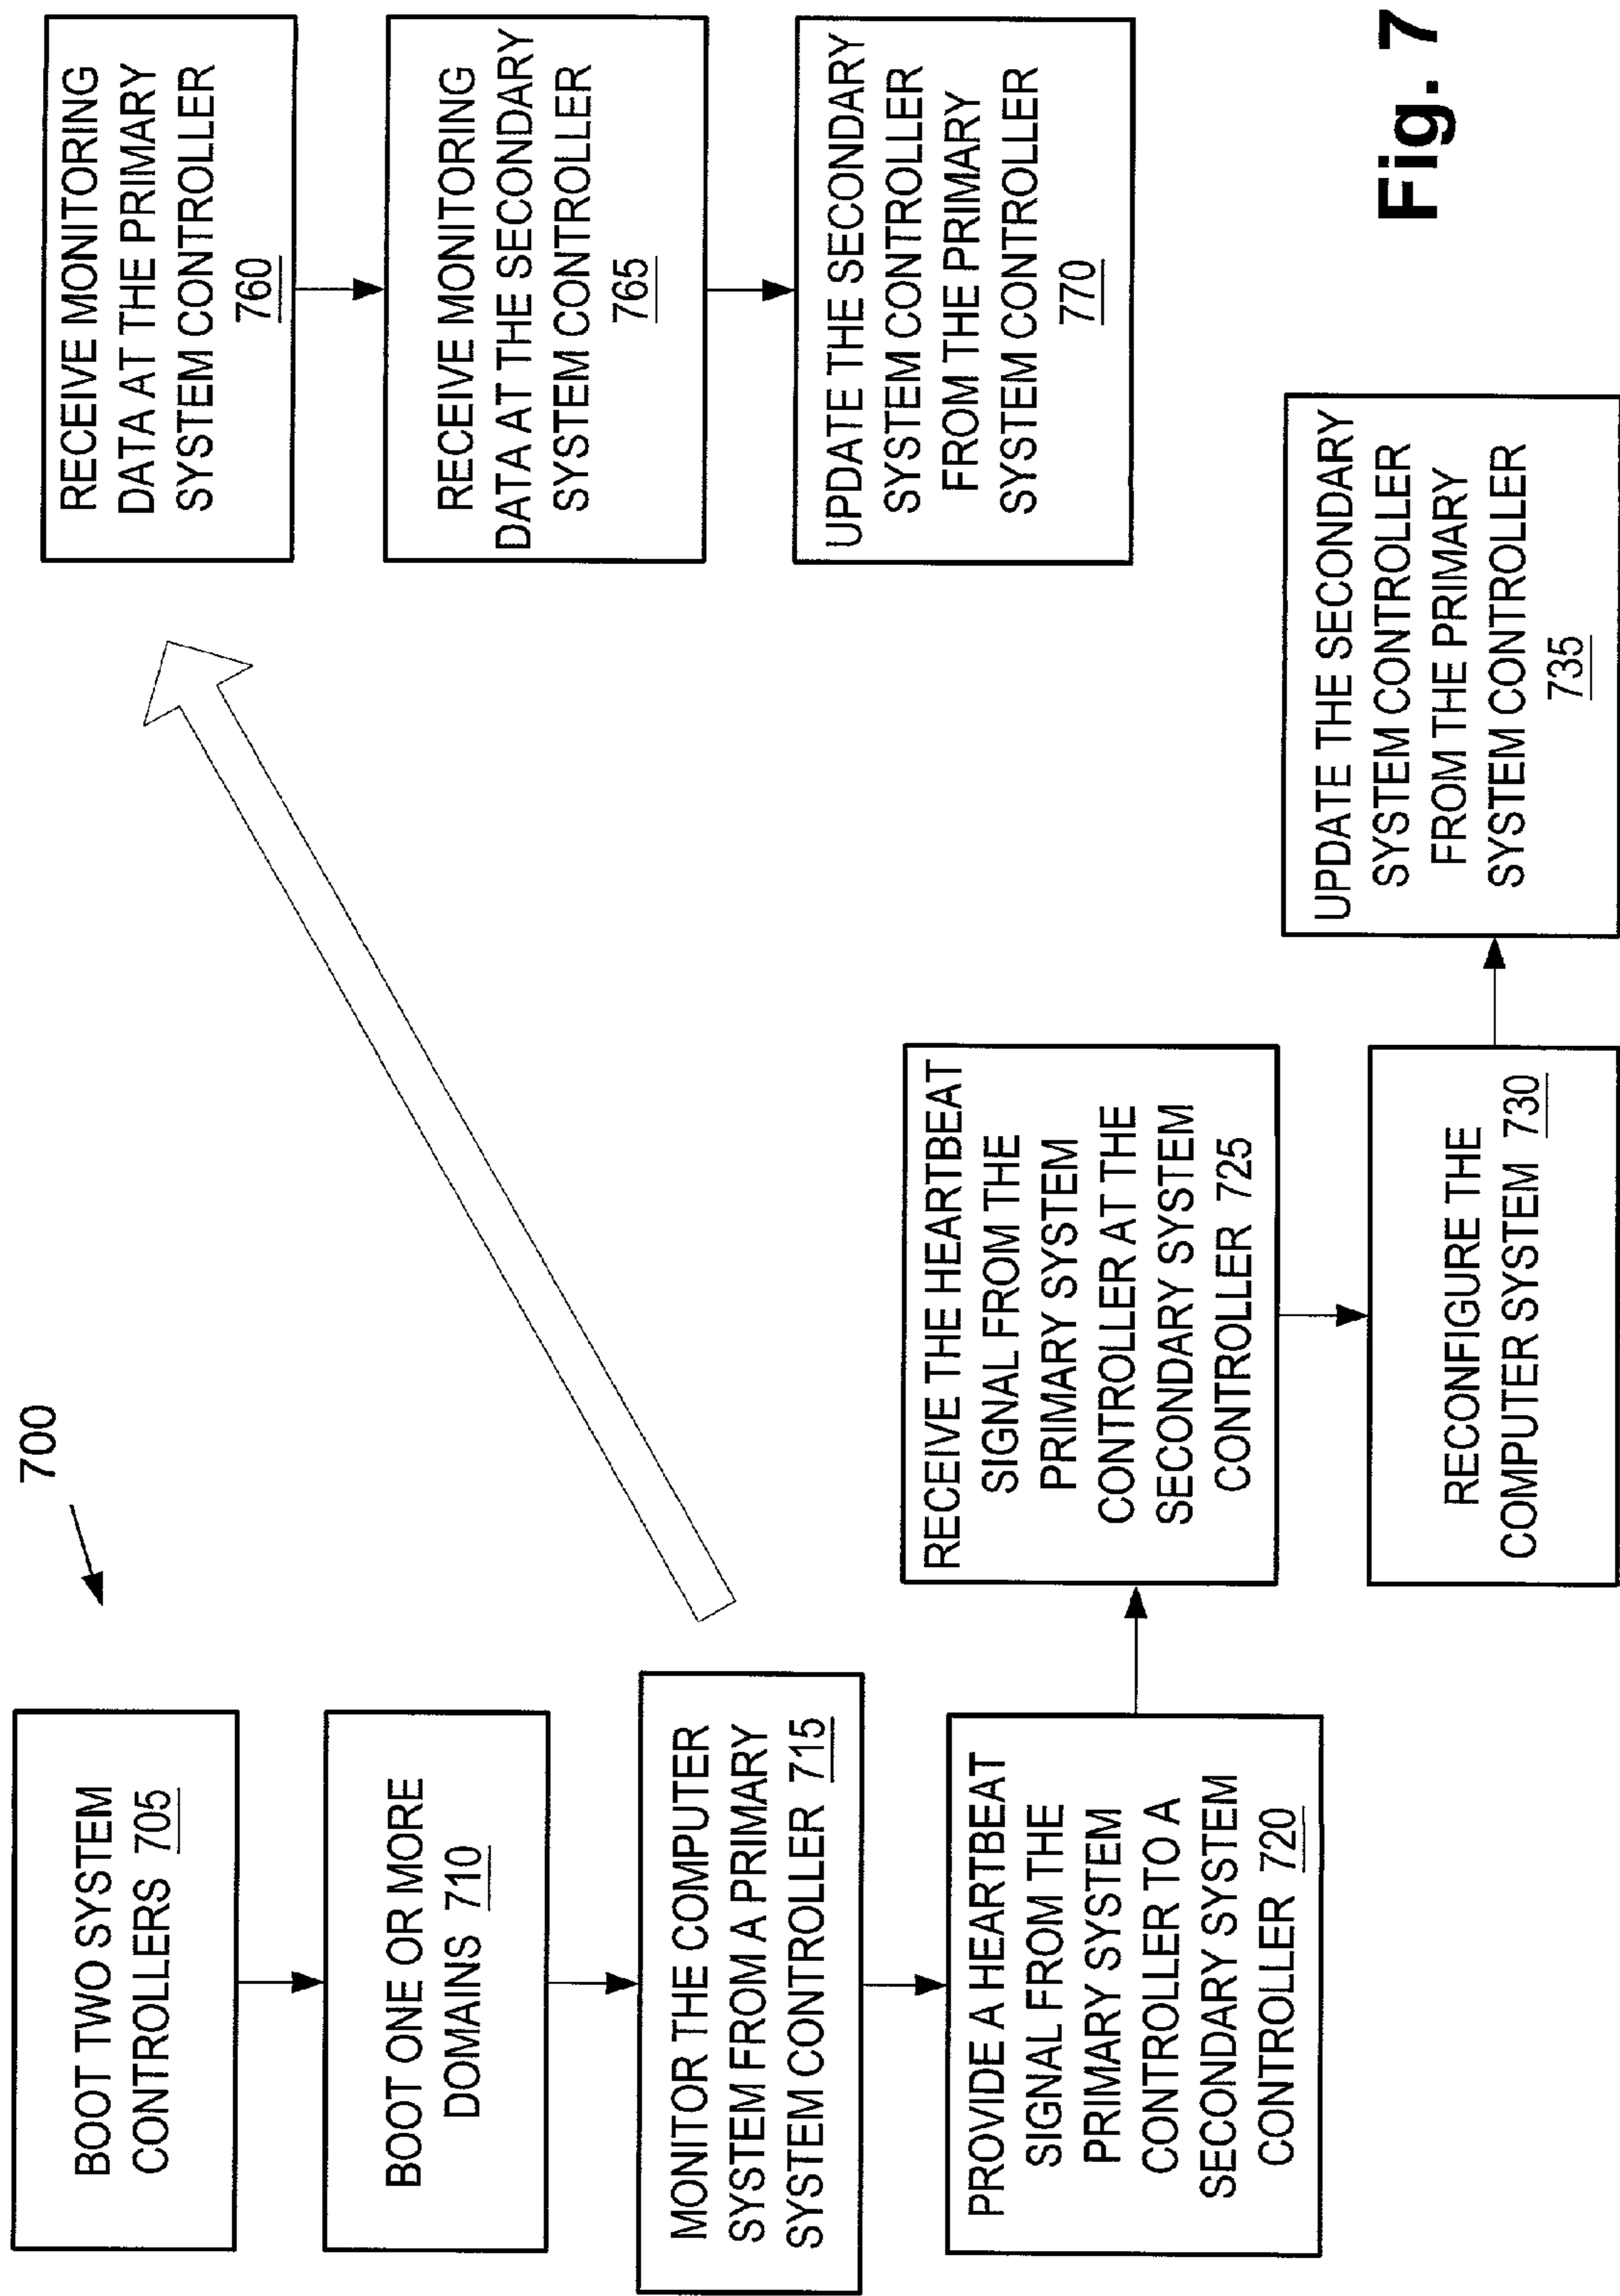 700
BOOT TWO SYSTEM
CONTROLLERS 705
BOOT ONE OR MORE
DOMAINS 710
MONITOR THE COMPUTER
SYSTEM FROM A PRIMARY
SYSTEM CONTROLLER 715
PROVIDE A HEARTBEAT
SIGNAL FROM THE
PRIMARY SYSTEM
CONTROLLER TO A
SECONDARY SYSTEM
CONTROLLER 720
RECEIVE THE HEARTBEAT
SIGNAL FROM THE
PRIMARY SYSTEM
CONTROLLER AT THE
SECONDARY SYSTEM
CONTROLLER 725
RECONFIGURE THE
COMPUTER SYSTEM 730
UPDATE THE SECONDARY
SYSTEM CONTROLLER
FROM THE PRIMARY
SYSTEM CONTROLLER
735
RECEIVE MONITORING
DATA AT THE PRIMARY
SYSTEM CONTROLLER
760
RECEIVE MONITORING
DATA AT THE SECONDARY
SYSTEM CONTROLLER
765
UPDATE THE SECONDARY
SYSTEM CONTROLLER
FROM THE PRIMARY
SYSTEM CONTROLLER
770
Fig. 7